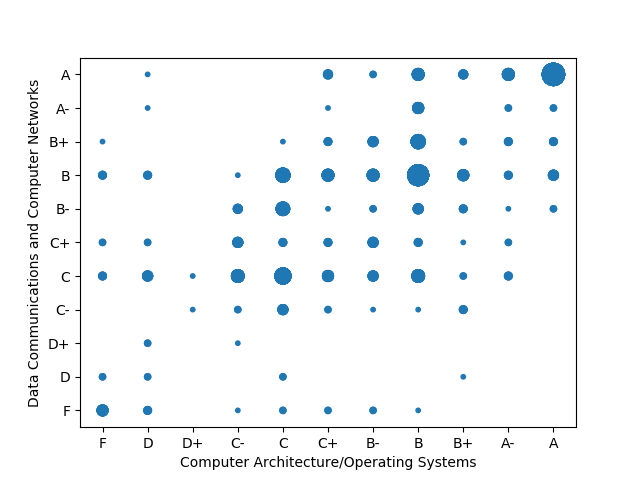 Data Communications and Computer Networks
A
A-
B+
B
B-
C+
C
C-
D+
D
F
F D D+ C- C C+ B- B B+ A- A
Computer Architecture/Operating Systems